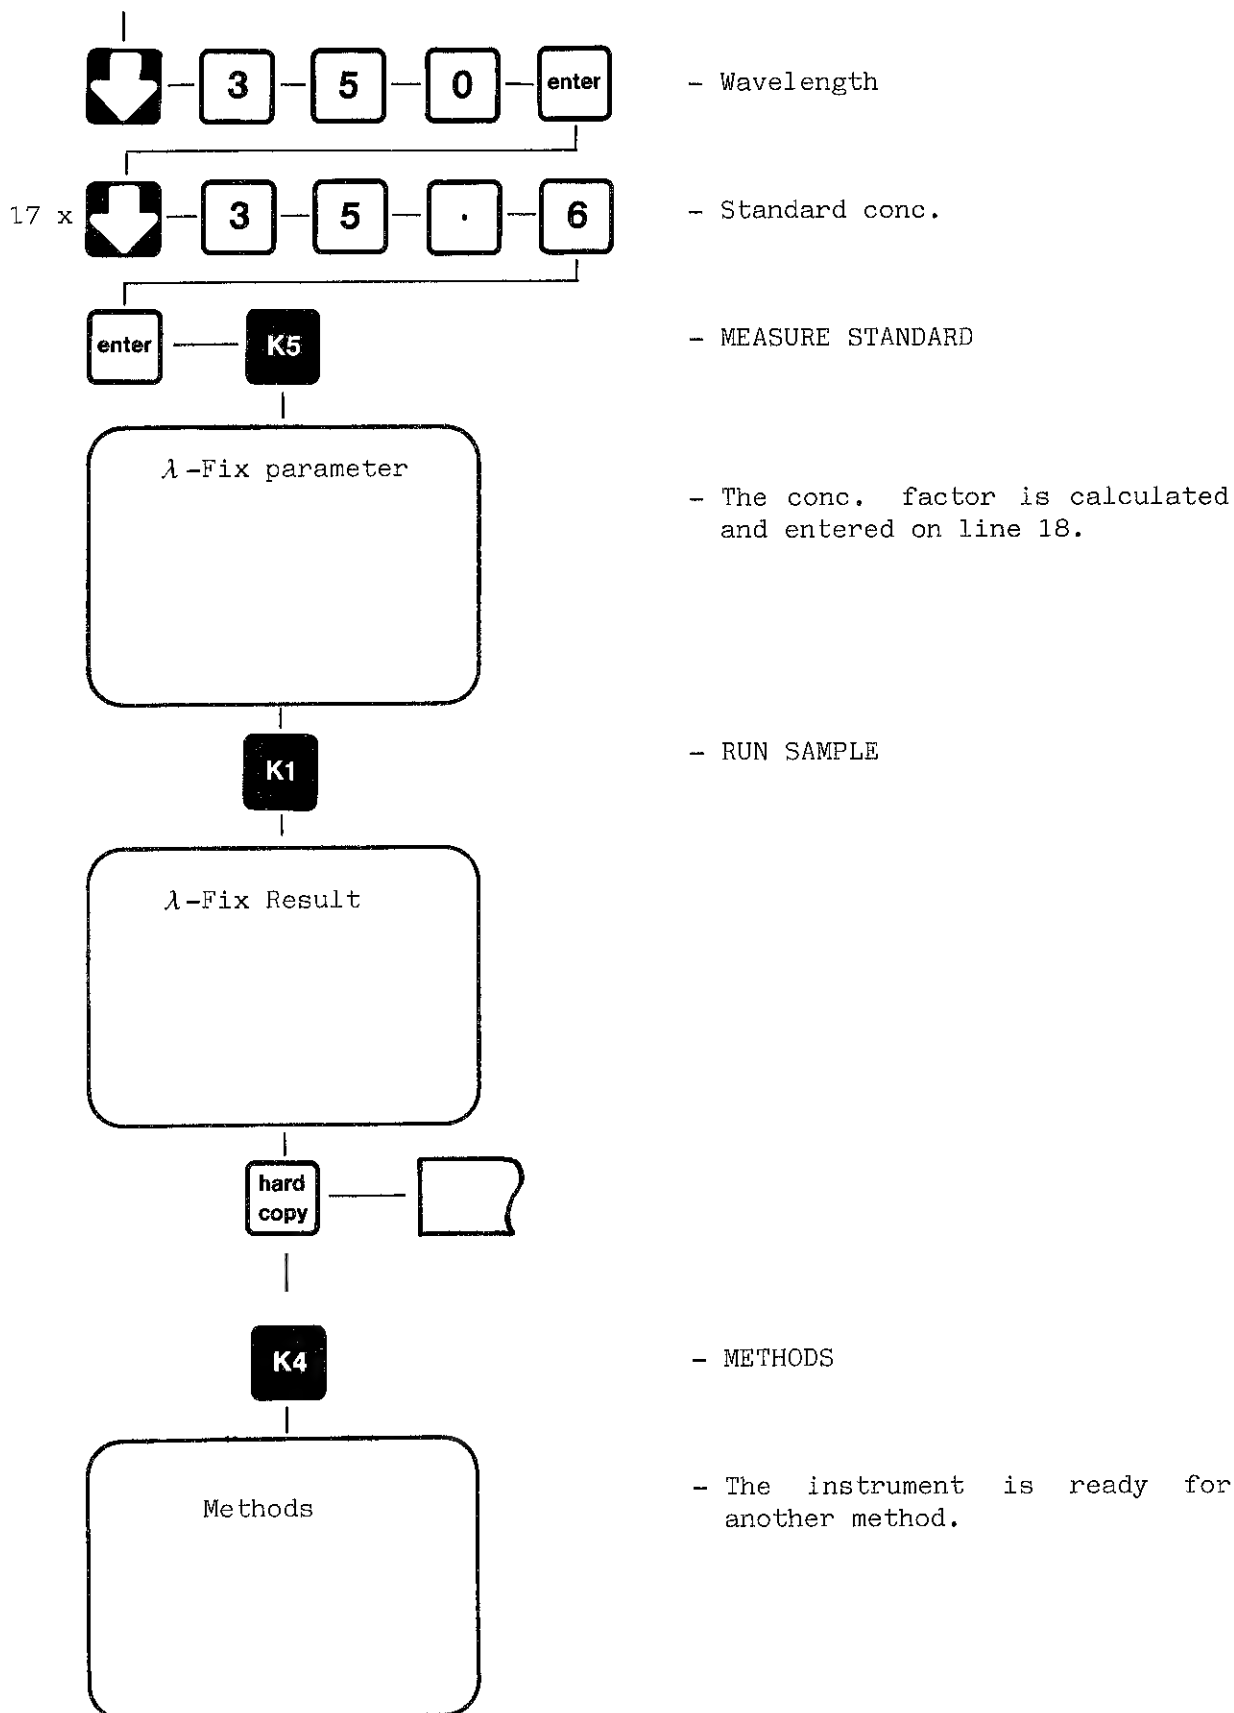 3 5 0 enter - Wavelength
17 x 3 5 . 6 - Standard conc.
enter K5 - MEASURE STANDARD
λ-Fix parameter
- The conc. factor is calculated
and entered on line 18.
K1 - RUN SAMPLE
λ-Fix Result
hard
copy
K4 - METHODS
Methods
- The instrument is ready for
another method.